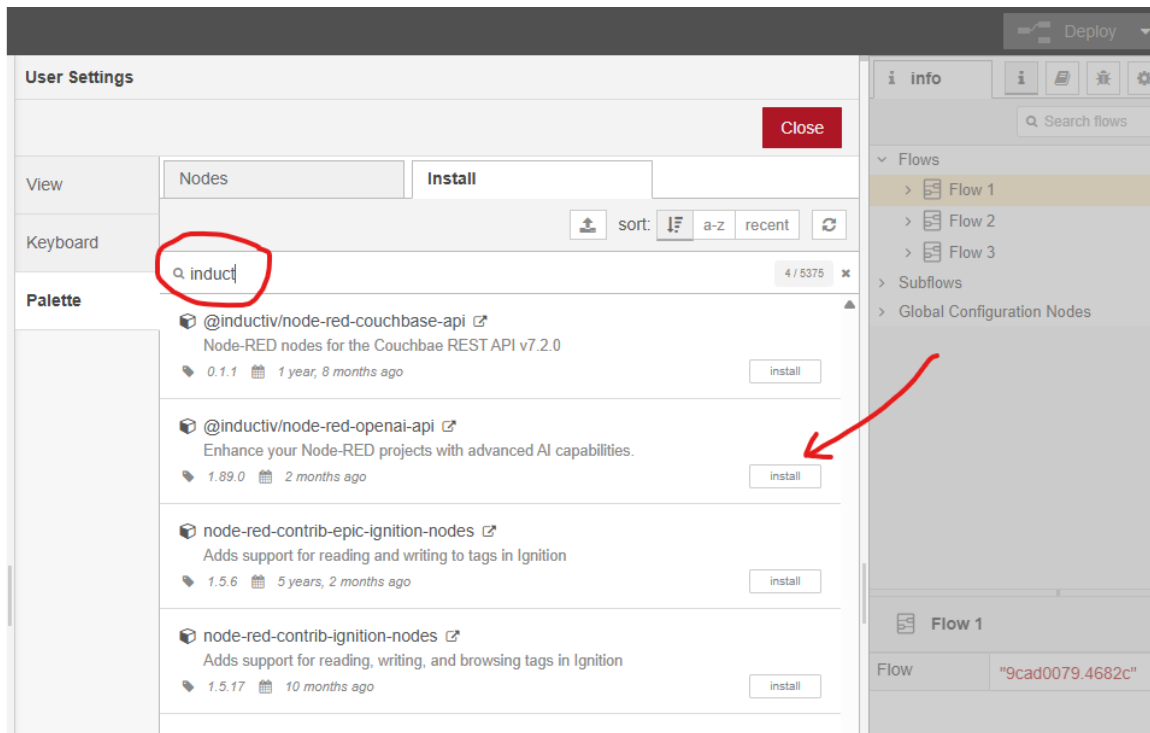 Deploy
User Settings
info
Close
Search flows
View
Keyboard
Palette
Nodes
Install
sort:
a-z
recent
induct
4 / 5375
@inductiv/node-red-couchbase-api
Node-RED nodes for the Couchbae REST API v7.2.0
0.1.1 1 year, 8 months ago
install
@inductiv/node-red-openai-api
Enhance your Node-RED projects with advanced AI capabilities.
1.89.0 2 months ago
install
node-red-contrib-epic-ignition-nodes
Adds support for reading and writing to tags in Ignition
1.5.6 5 years, 2 months ago
install
node-red-contrib-ignition-nodes
Adds support for reading, writing, and browsing tags in Ignition
1.5.17 10 months ago
install
Flows
Flow 1
Flow 2
Flow 3
Subflows
Global Configuration Nodes
Flow 1
Flow "9cad0079.4682c"